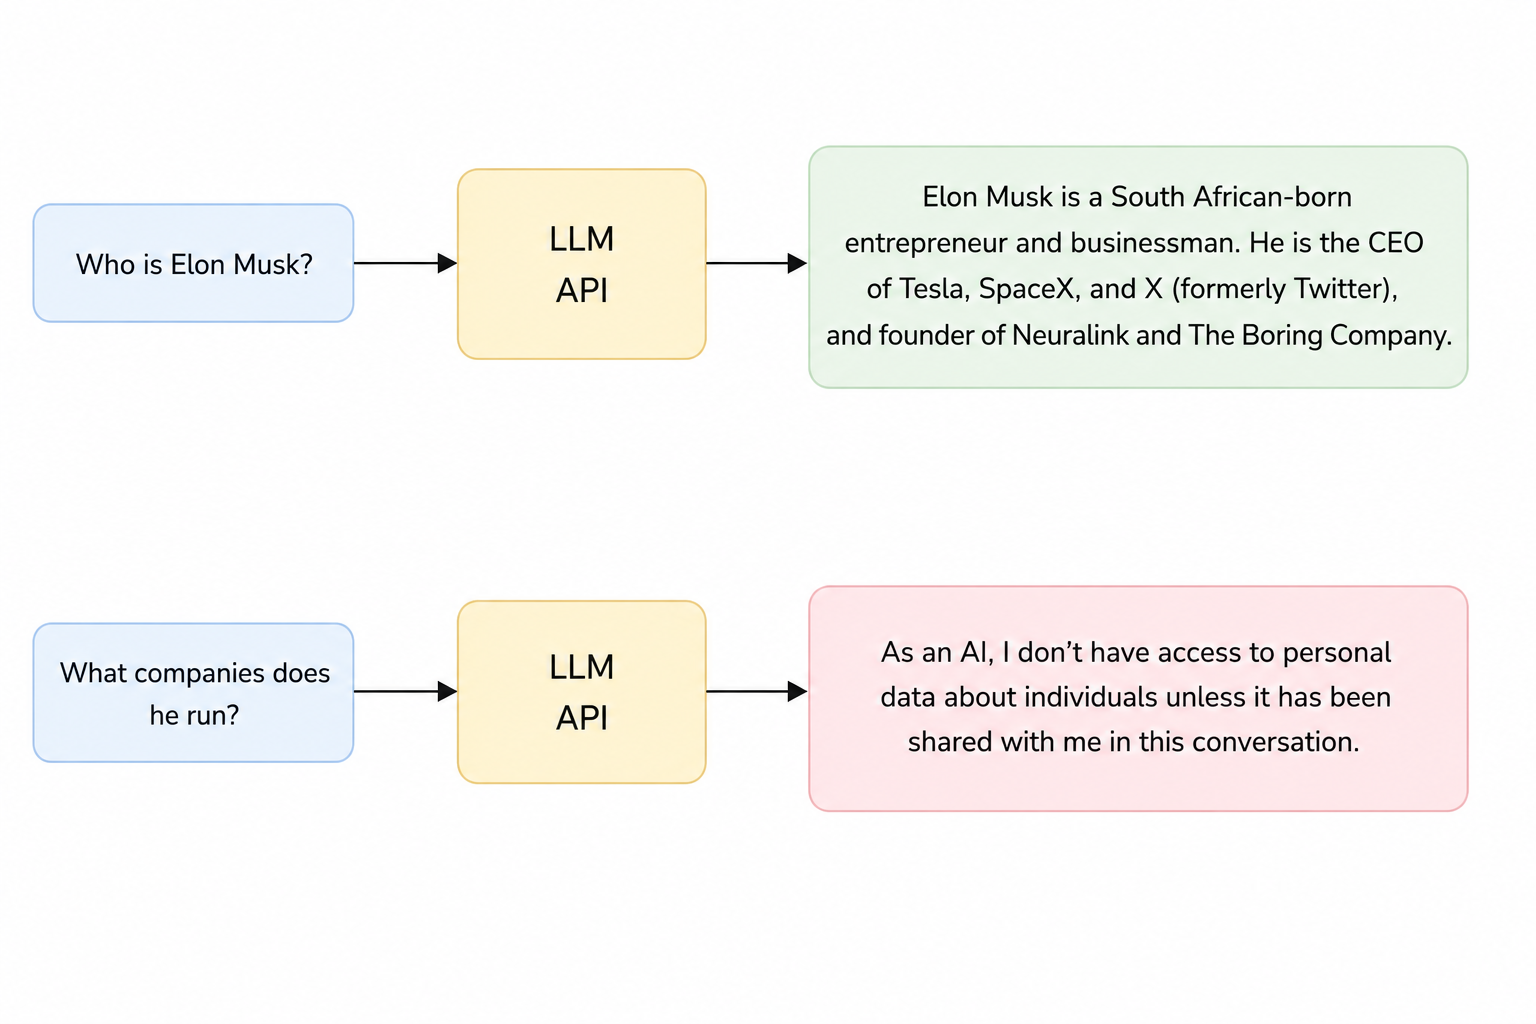 Who is Elon Musk?
LLM
API
Elon Musk is a South African-born
entrepreneur and businessman. He is the CEO
of Tesla, SpaceX, and X (formerly Twitter),
and founder of Neuralink and The Boring Company.
What companies does
he run?
LLM
API
As an AI, I don’t have access to personal
data about individuals unless it has been
shared with me in this conversation.